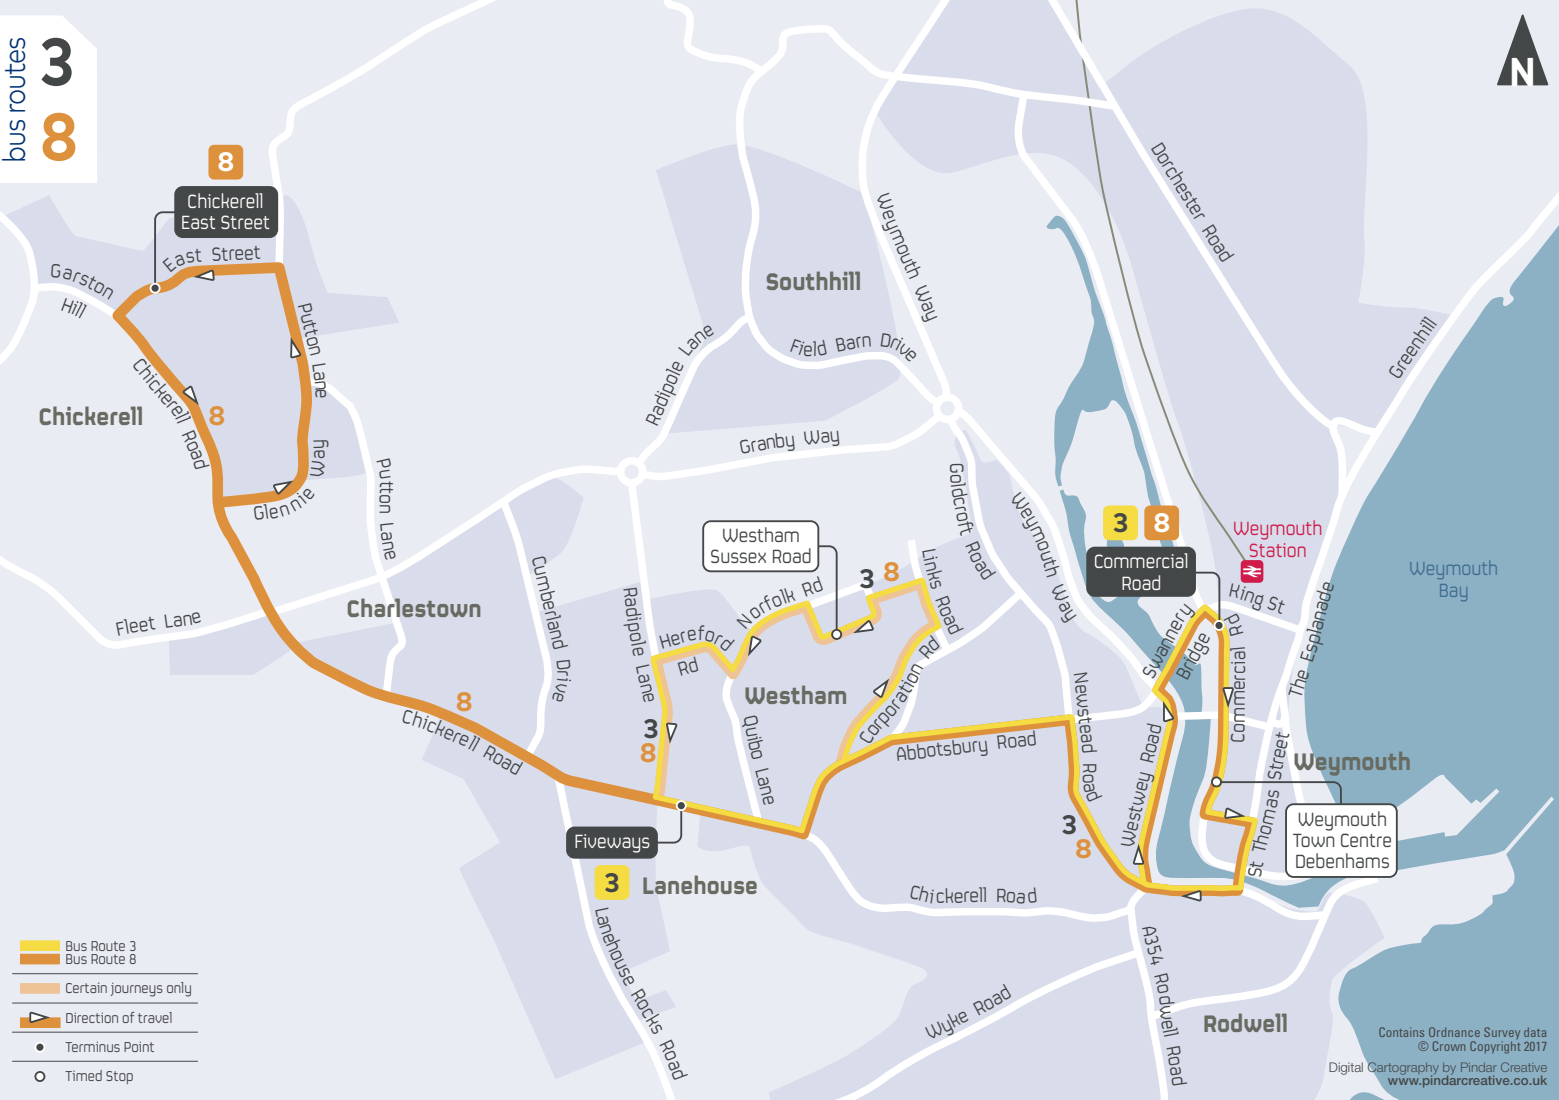 bus routes
3
8
N
8
Chickerell
East Street
East Street
Garston
Hill
Putton Lane
Chickerell Road
8
Chickerell
Way
Glennie
Putton Lane
Southhill
Weymouth Way
Dorchester Road
Radipole Lane
Field Barn Drive
Greenhill
Granby Way
Goldcroft Road
Weymouth Way
3
8
Commercial
Road
Weymouth
Station
King St
Weymouth
Bay
The Esplanade
Westham
Sussex Road
3
8
Links Road
Norfolk Rd
Hereford
Rd
Radipole Lane
Cumberland Drive
Fleet Lane
Charlestown
Swannery
Bridge
Commercial Rd
Westham
Corporation Rd
Quibo Lane
Abbotsbury Road
Newstead Road
Westwey Road
Weymouth
St Thomas Street
Weymouth
Town Centre
Debenhams
8
Chickerell Road
3
8
3
8
Fiveways
3
Lanehouse
Chickerell Road
Lanehouse Rocks Road
Wyke Road
A354 Rodwell Road
Rodwell
Bus Route 3
Bus Route 8
Certain journeys only
Direction of travel
Terminus Point
Timed Stop
Contains Ordnance Survey data
© Crown Copyright 2017
Digital Cartography by Pindar Creative
www.pindarcreative.co.uk